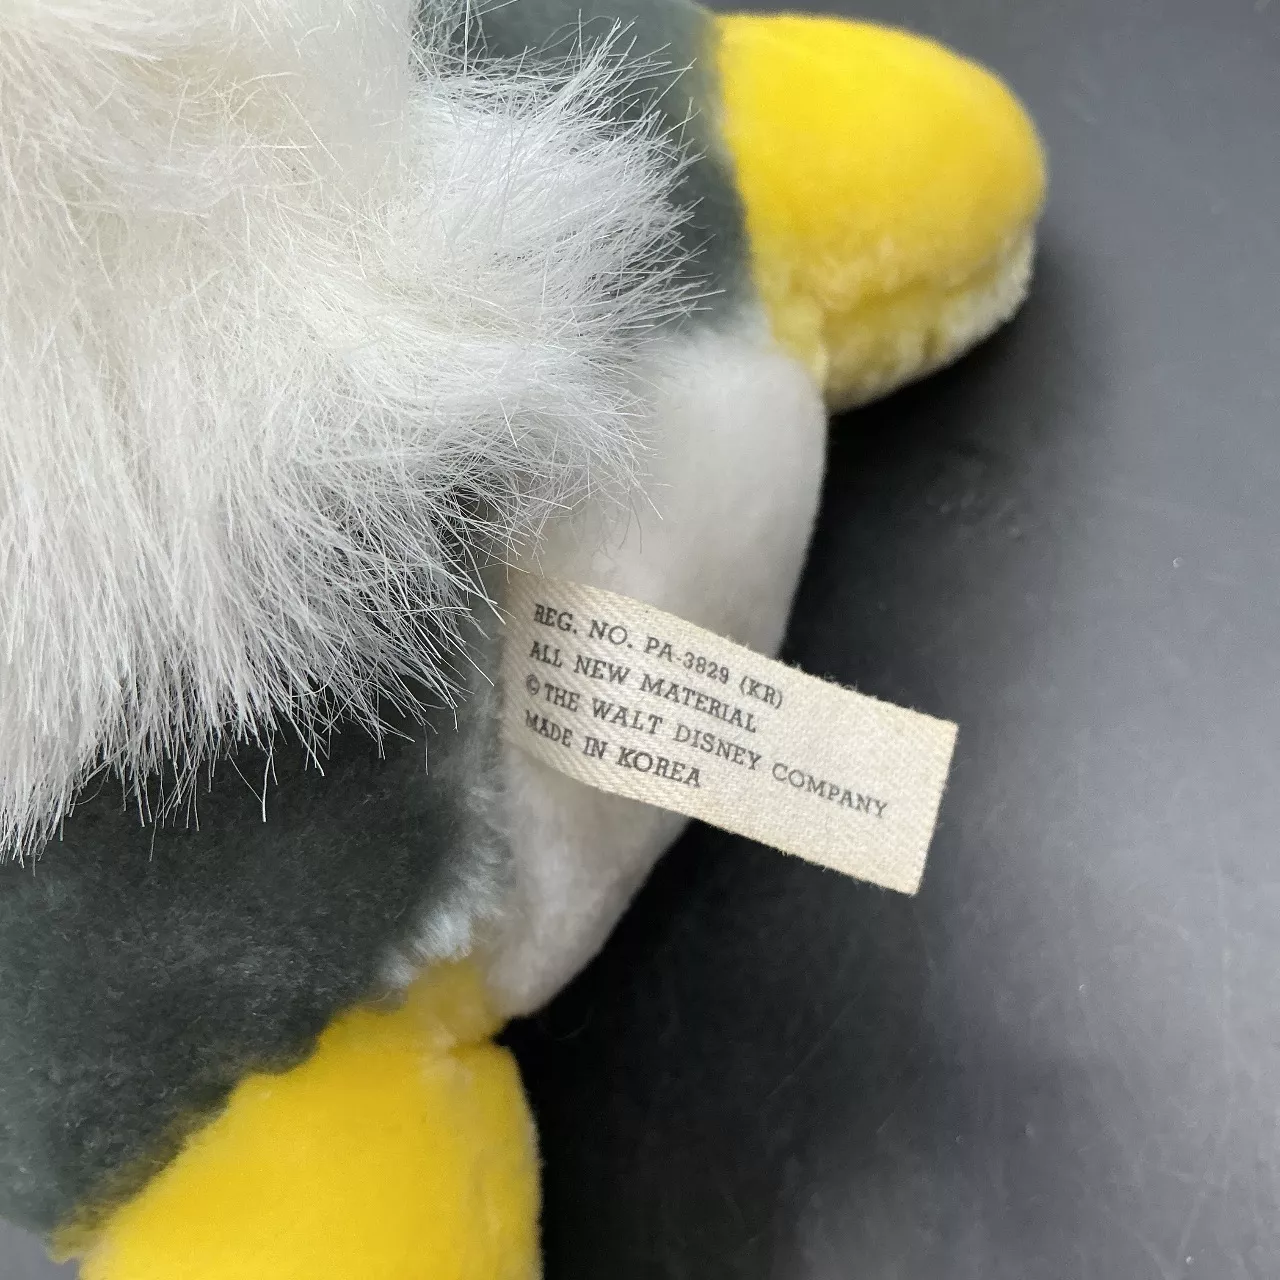 REG. NO. PA-3829 (KR)
ALL NEW MATERIAL
© THE WALT DISNEY COMPANY
MADE IN KOREA